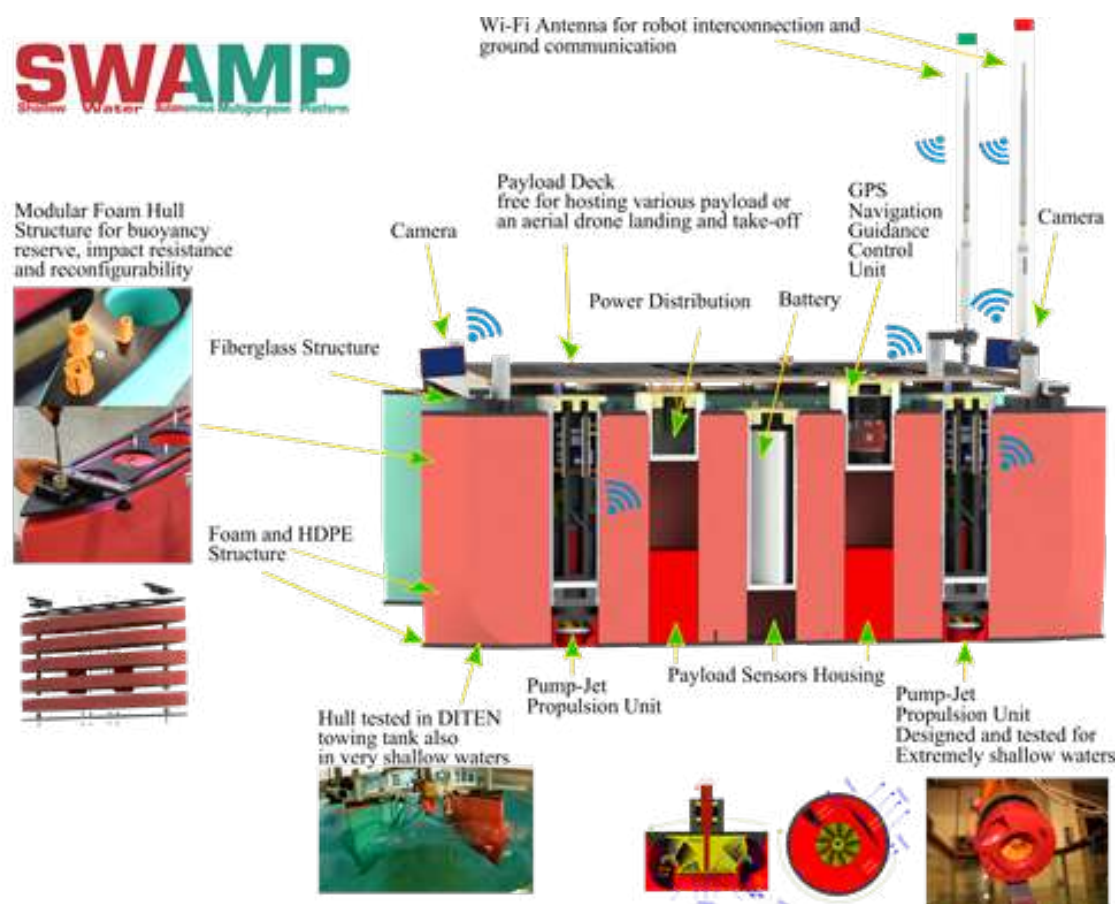 SWAMP
Shallow Water Autonomous Multipurpose Platform
Wi-Fi Antenna for robot interconnection and
ground communication
Modular Foam Hull
Structure for buoyancy
reserve, impact resistance
and reconfigurability
Camera
Payload Deck
free for hosting various payload or
an aerial drone landing and take-off
GPS
Navigation
Guidance
Control
Unit
Camera
Power Distribution
Battery
Fiberglass Structure
Foam and HDPE
Structure
Pump-Jet
Propulsion Unit
Payload Sensors Housing
Pump-Jet
Propulsion Unit
Designed and tested for
Extremely shallow waters
Hull tested in DITEN
towing tank also
in very shallow waters